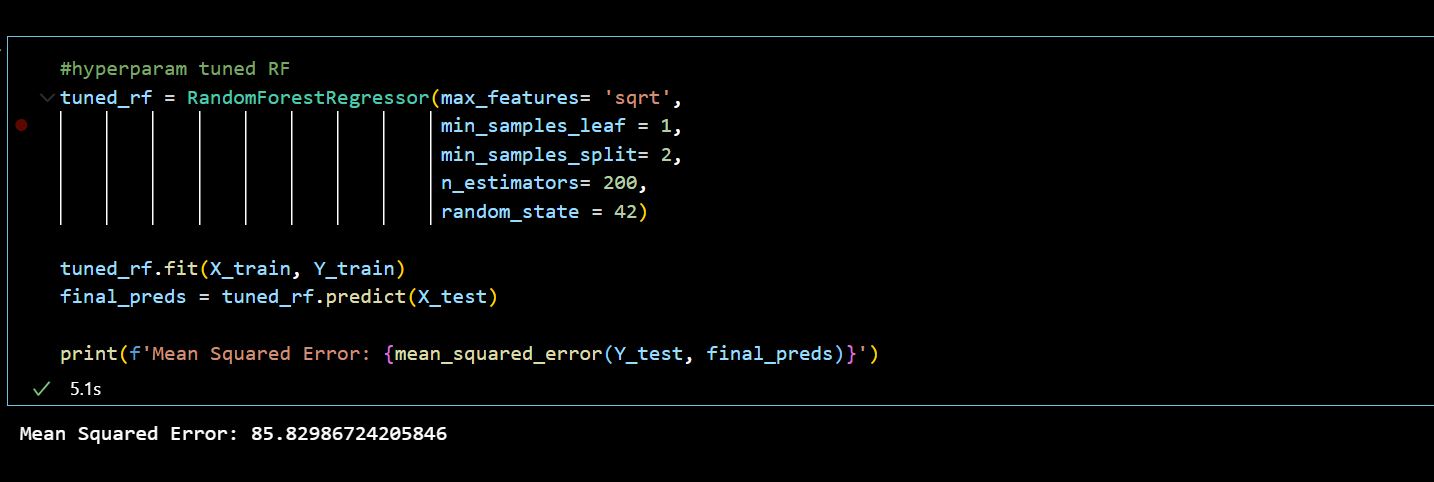 #hyperparam tuned RF
tuned_rf = RandomForestRegressor(max_features= 'sqrt',
min_samples_leaf = 1,
min_samples_split= 2,
n_estimators= 200,
random_state = 42)
tuned_rf.fit(X_train, Y_train)
final_preds = tuned_rf.predict(X_test)
print(f'Mean Squared Error: {mean_squared_error(Y_test, final_preds)}')
5.1s
Mean Squared Error: 85.82986724205846